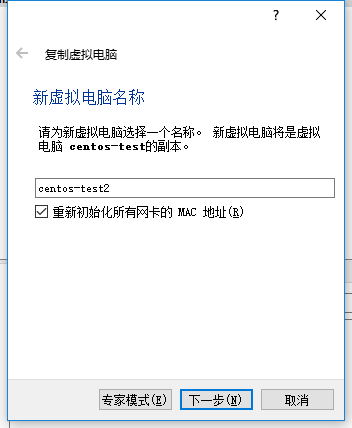 ?
复制虚拟电脑
新虚拟电脑名称
请为新虚拟电脑选择一个名称。 新虚拟电脑将是虚拟
电脑 centos-test的副本。
centos-test2
重新初始化所有网卡的 MAC 地址(R)
专家模式(E) 下一步(N) 取消